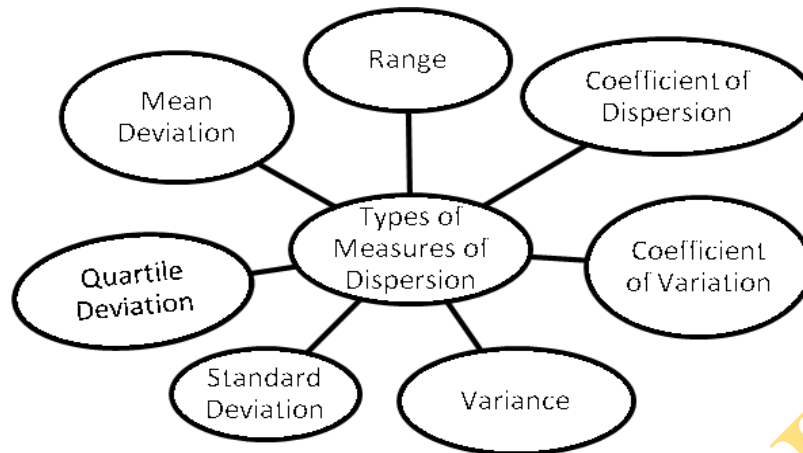 Range
Coefficient of
Dispersion
Mean
Deviation
Types of
Measures of
Dispersion
Coefficient
of Variation
Quartile
Deviation
Standard
Deviation
Variance